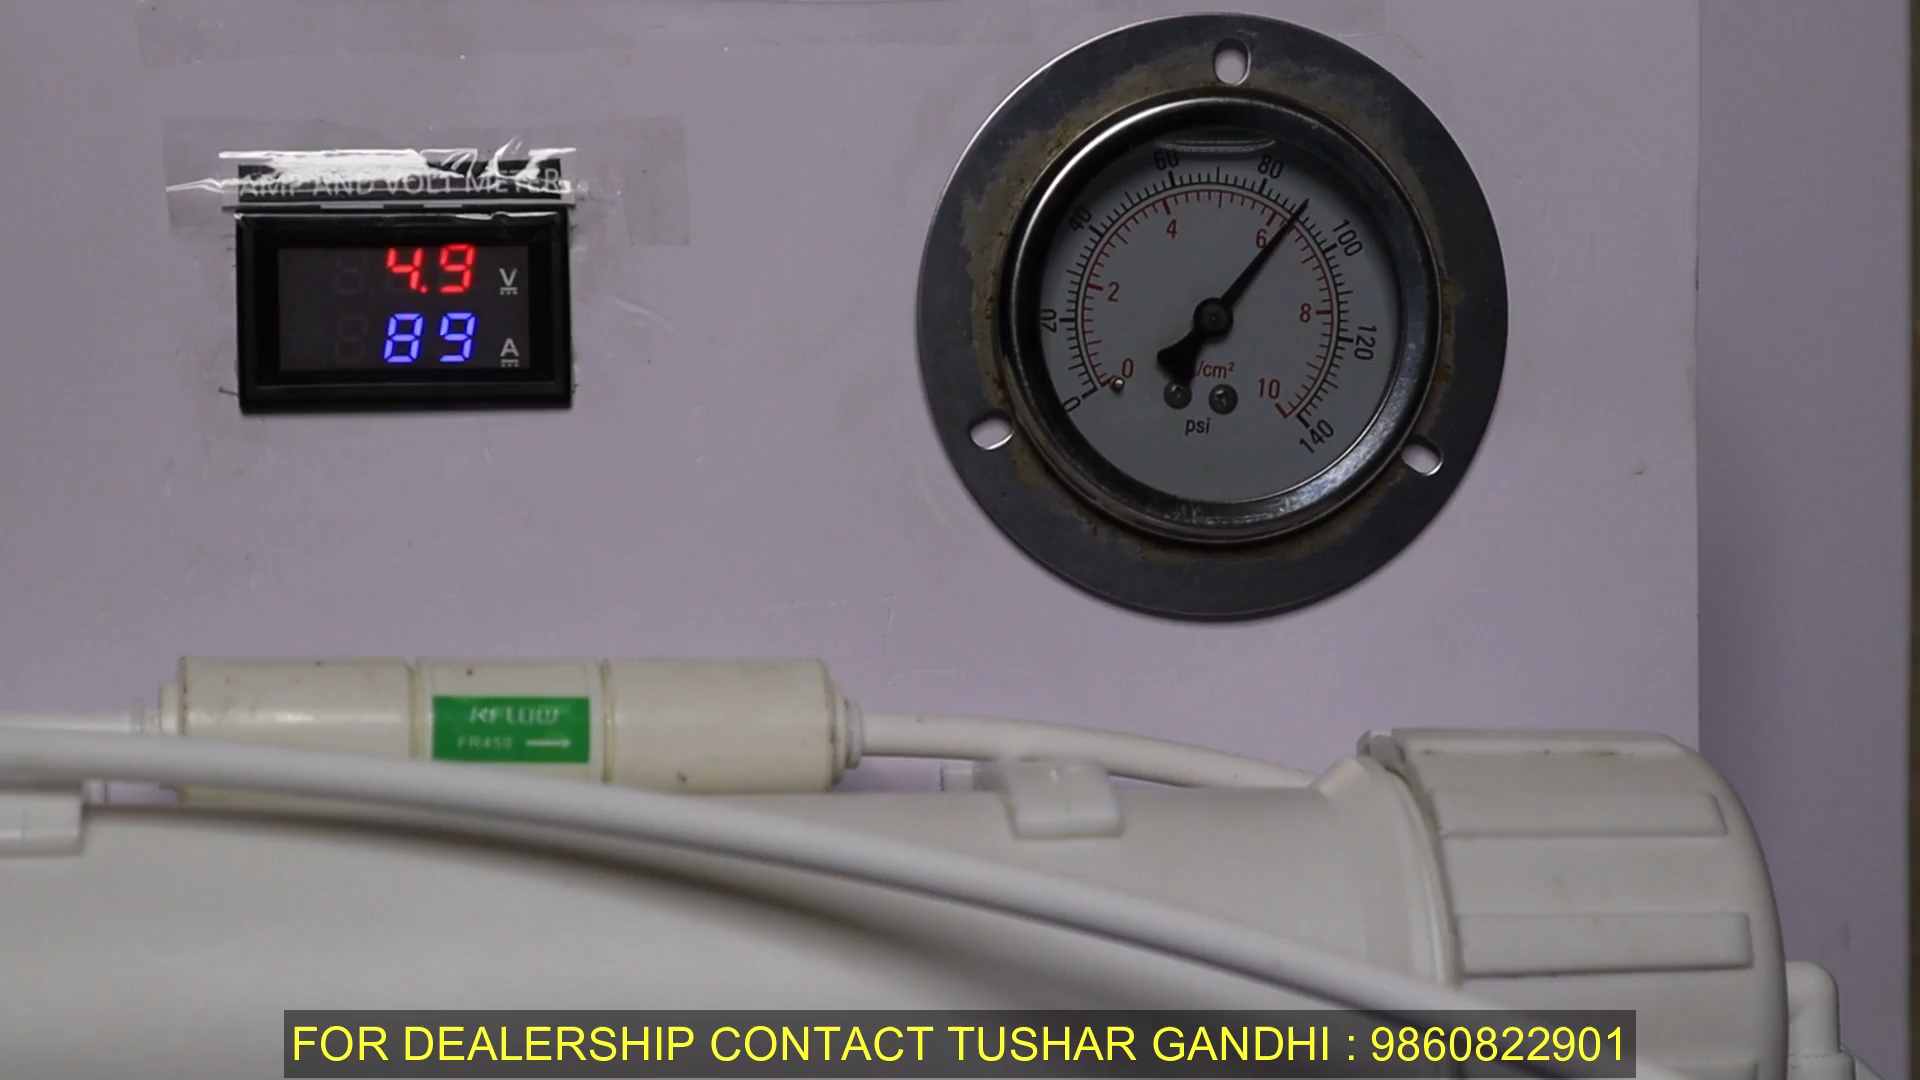 AMP AND VOLT METER
4.9 V
89 A
0 20 40 60 80 100 120 140
0 2 4 6 8 10
/cm²
psi
FR450
FOR DEALERSHIP CONTACT TUSHAR GANDHI : 9860822901